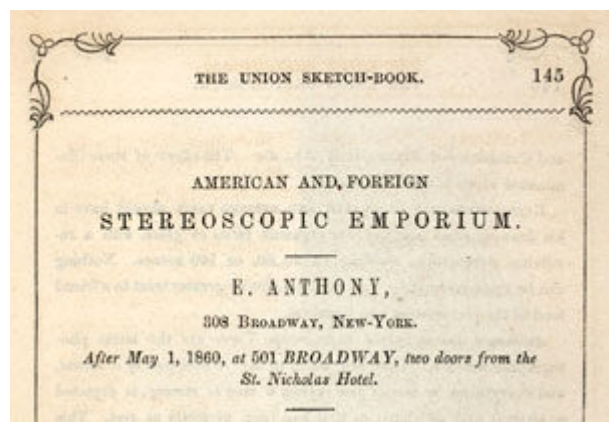 THE UNION SKETCH-BOOK. 145
AMERICAN AND, FOREIGN
STEREOSCOPIC EMPORIUM.
E. ANTHONY,
308 BROADWAY, NEW-YORK.
After May 1, 1860, at 501 BROADWAY, two doors from the
St. Nicholas Hotel.